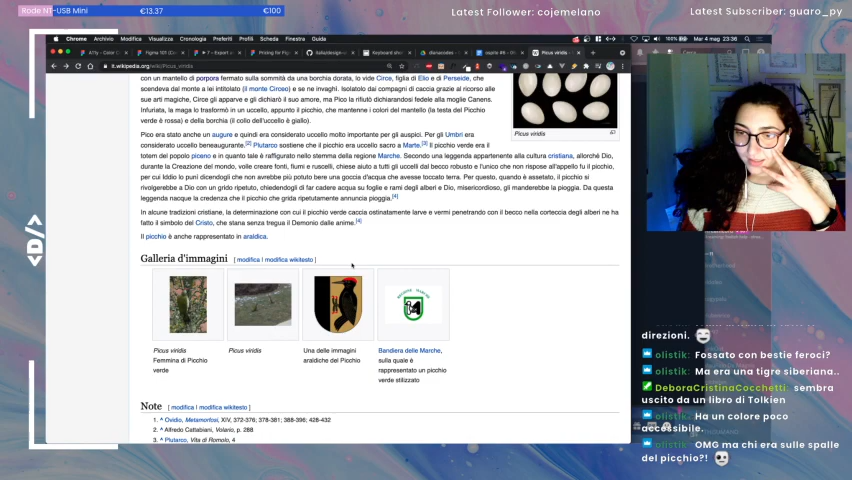 Rode NT-USB Mini €13.37 €100
Latest Follower: cojemelano
Latest Subscriber: guaro_py
Chrome Archivio Modifica Visualizza Cronologia Preferiti Profili Scheda Finestra Guida
100% Mar 4 mag 23:36
Picus viridis
it.wikipedia.org/wiki/Picus_viridis
con un mantello di porpora fermato sulla sommità da una borchia dorata, lo vide Circe, figlia di Elio e di Perseide, che
scendeva dal monte a lei intitolato (il monte Circeo) e se ne invaghì. Isolatolo dai compagni di caccia grazie al ricorso alle
sue arti magiche, Circe gli apparve e gli dichiarò il suo amore, ma Pico la rifiutò dichiarandosi fedele alla moglie Canens.
Infuriata, la maga lo trasformò in un uccello, appunto il picchio, che mantenne i colori del mantello (la testa del Picchio
verde è rossa) e della borchia (il collo dell'uccello è giallo).
Picus viridis
Pico era stato anche un augure e quindi era considerato uccello molto importante per gli auspici. Per gli Umbri era
considerato uccello beneaugurante.[2] Plutarco sostiene che il picchio era uccello sacro a Marte.[3] Il picchio verde era il
totem del popolo piceno e in quanto tale è raffigurato nello stemma della regione Marche. Secondo una leggenda appartenente alla cultura cristiana, allorché Dio,
durante la Creazione del mondo, volle creare fonti, fiumi e ruscelli, chiese aiuto a tutti gli uccelli dal becco robusto e l'unico che non rispose all'appello fu il picchio,
per cui Iddio lo punì dicendogli che non avrebbe più potuto bere una goccia d'acqua che avesse toccato terra. Per questo, quando è assetato, il picchio si
rivolgerebbe a Dio con un grido ripetuto, chiedendogli di far cadere acqua su foglie e rami degli alberi e Dio, misericordioso, gli manderebbe la pioggia. Da questa
leggenda nacque la credenza che il picchio che grida ripetutamente annuncia pioggia.[4]
In alcune tradizioni cristiane, la determinazione con cui il picchio verde caccia ostinatamente larve e vermi penetrando con il becco nella corteccia degli alberi ne ha
fatto il simbolo del Cristo, che stana senza tregua il Demonio dalle anime.[4]
Il picchio è anche rappresentato in araldica.
Galleria d'immagini [ modifica | modifica wikitesto ]
Picus viridis
Femmina di Picchio
verde
Picus viridis
Una delle immagini
araldiche del Picchio
REGIONE MARCHE
Bandiera delle Marche,
sulla quale è
rappresentato un picchio
verde stilizzato
Note [ modifica | modifica wikitesto ]
1. ^ Ovidio, Metamorfosi, XIV, 372-376; 378-381; 388-396; 428-432
2. ^ Alfredo Cattabiani, Volario, p. 288
3. ^ Plutarco, Vita di Romolo, 4
<D/>
direzioni.
olistik: Fossato con bestie feroci?
olistik: Ma era una tigre siberiana..
DeboraCristinaCocchetti: sembra
uscito da un libro di Tolkien
olistik: Ha un colore poco
accessibile.
olistik: OMG ma chi era sulle spalle
del picchio?!